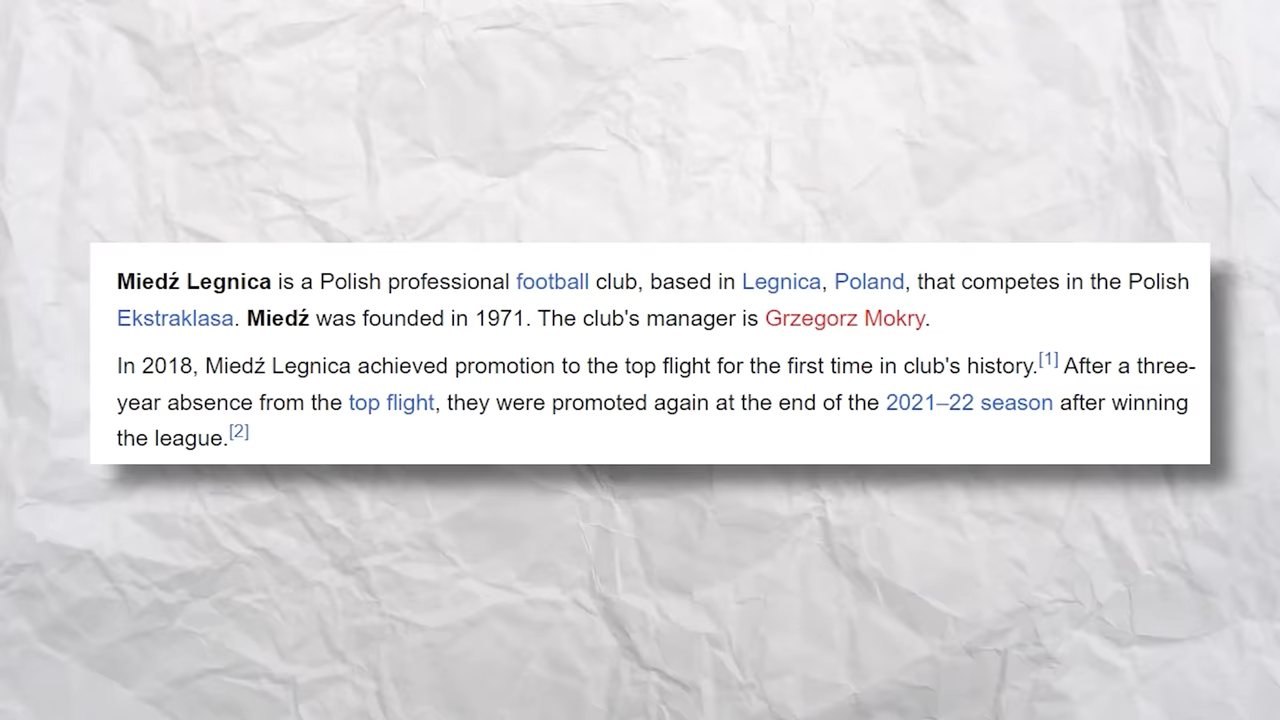 Miedź Legnica is a Polish professional football club, based in Legnica, Poland, that competes in the Polish
Ekstraklasa. Miedź was founded in 1971. The club's manager is Grzegorz Mokry.
In 2018, Miedź Legnica achieved promotion to the top flight for the first time in club's history.[1] After a three-
year absence from the top flight, they were promoted again at the end of the 2021–22 season after winning
the league.[2]